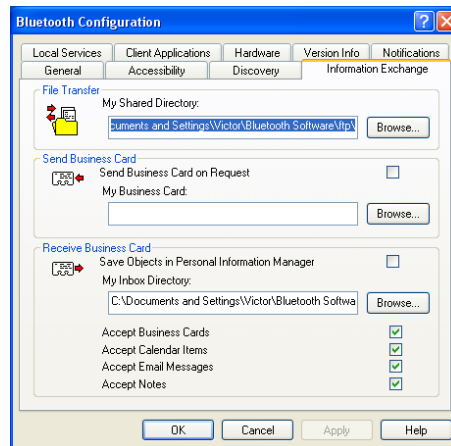 Bluetooth Configuration
Local Services Client Applications Hardware Version Info Notifications
General Accessibility Discovery Information Exchange
File Transfer
My Shared Directory:
cuments and Settings\Victor\Bluetooth Software\ftp\ Browse...
Send Business Card
Send Business Card on Request
My Business Card:
Browse...
Receive Business Card
Save Objects in Personal Information Manager
My Inbox Directory:
C:\Documents and Settings\Victor\Bluetooth Softwa Browse...
Accept Business Cards
Accept Calendar Items
Accept Email Messages
Accept Notes
OK Cancel Apply Help